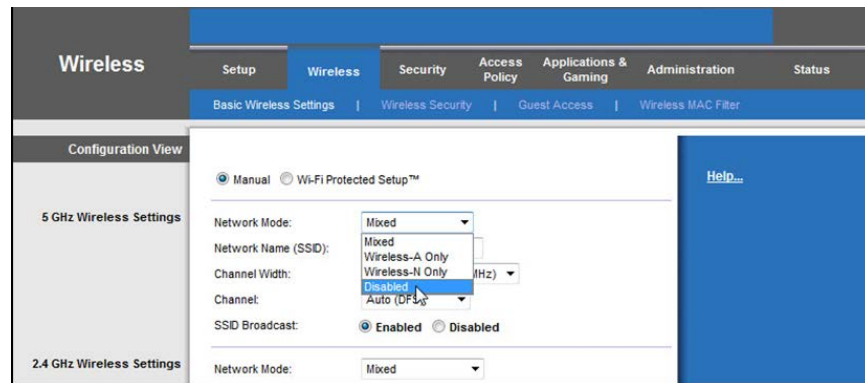 Wireless
Setup Wireless Security Access Policy Applications & Gaming Administration Status
Basic Wireless Settings | Wireless Security | Guest Access | Wireless MAC Filter
Configuration View
Manual Wi-Fi Protected Setup™
Help...
5 GHz Wireless Settings
Network Mode: Mixed
Network Name (SSID):
Mixed
Wireless-A Only
Channel Width:
Wireless-N Only
MHz)
Disabled
Channel: Auto (DFS
SSID Broadcast: Enabled Disabled
2.4 GHz Wireless Settings
Network Mode: Mixed